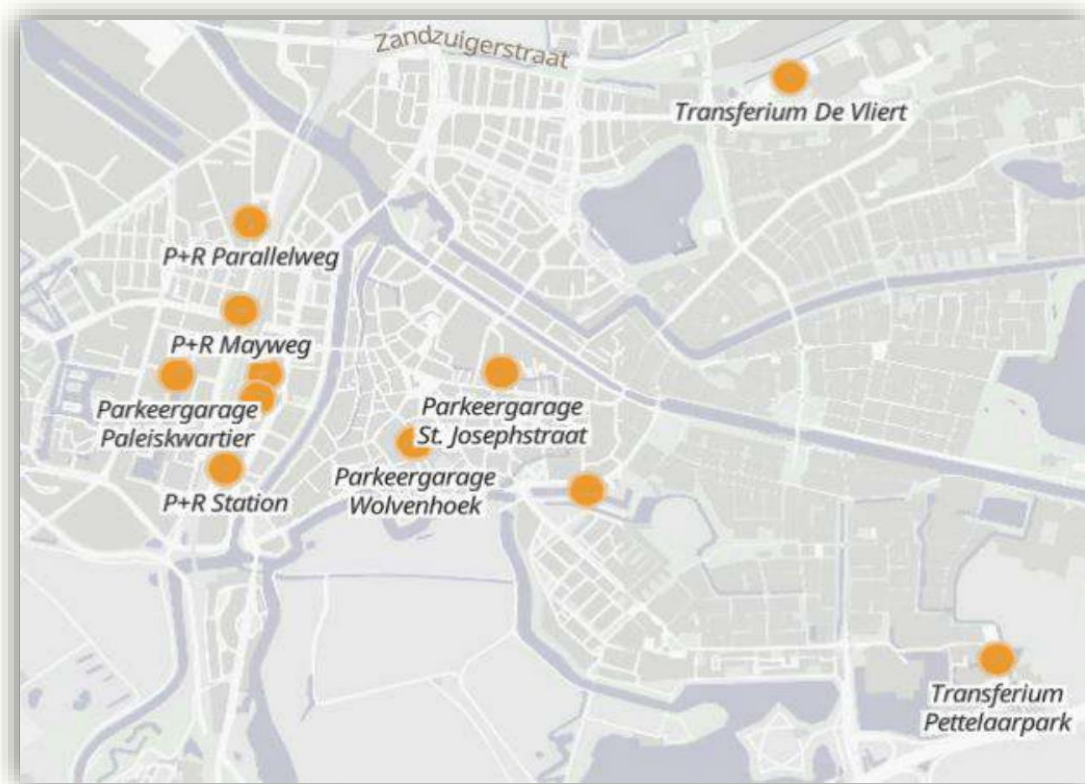 Zandzuigerstraat
Transferium De Vliert
P+R Parallelweg
P+R Mayweg
Parkeergarage
Paleiskwartier
Parkeergarage
St. Josephstraat
P+R Station
Parkeergarage
Wolvenhoek
Transferium
Pettelaarpark